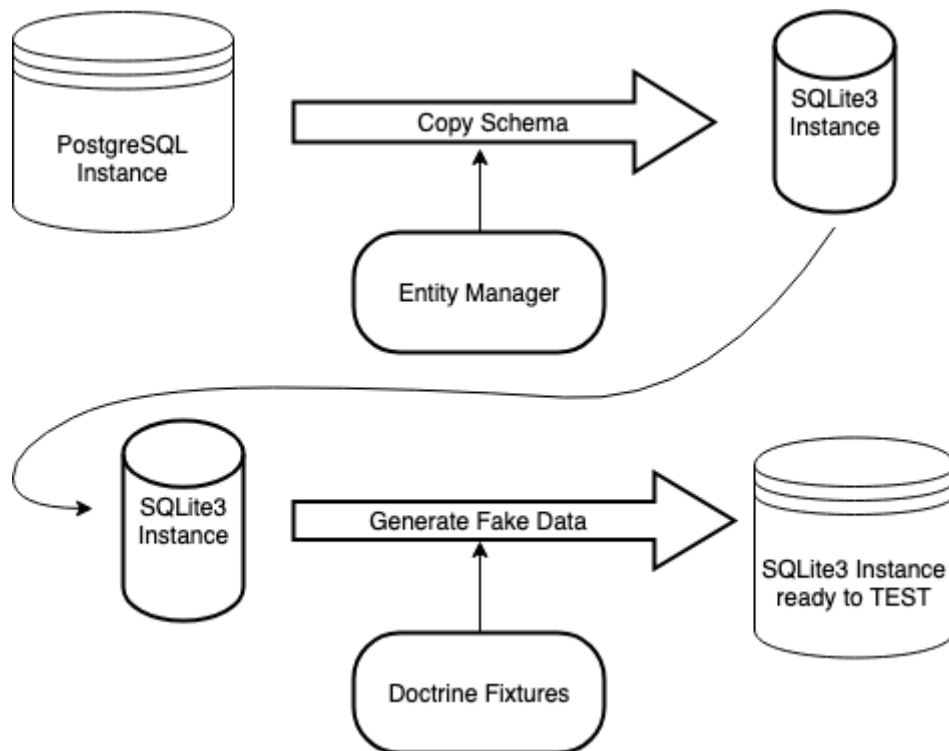 PostgreSQL
Instance
Copy Schema
SQLite3
Instance
Entity Manager
SQLite3
Instance
Generate Fake Data
SQLite3 Instance
ready to TEST
Doctrine Fixtures